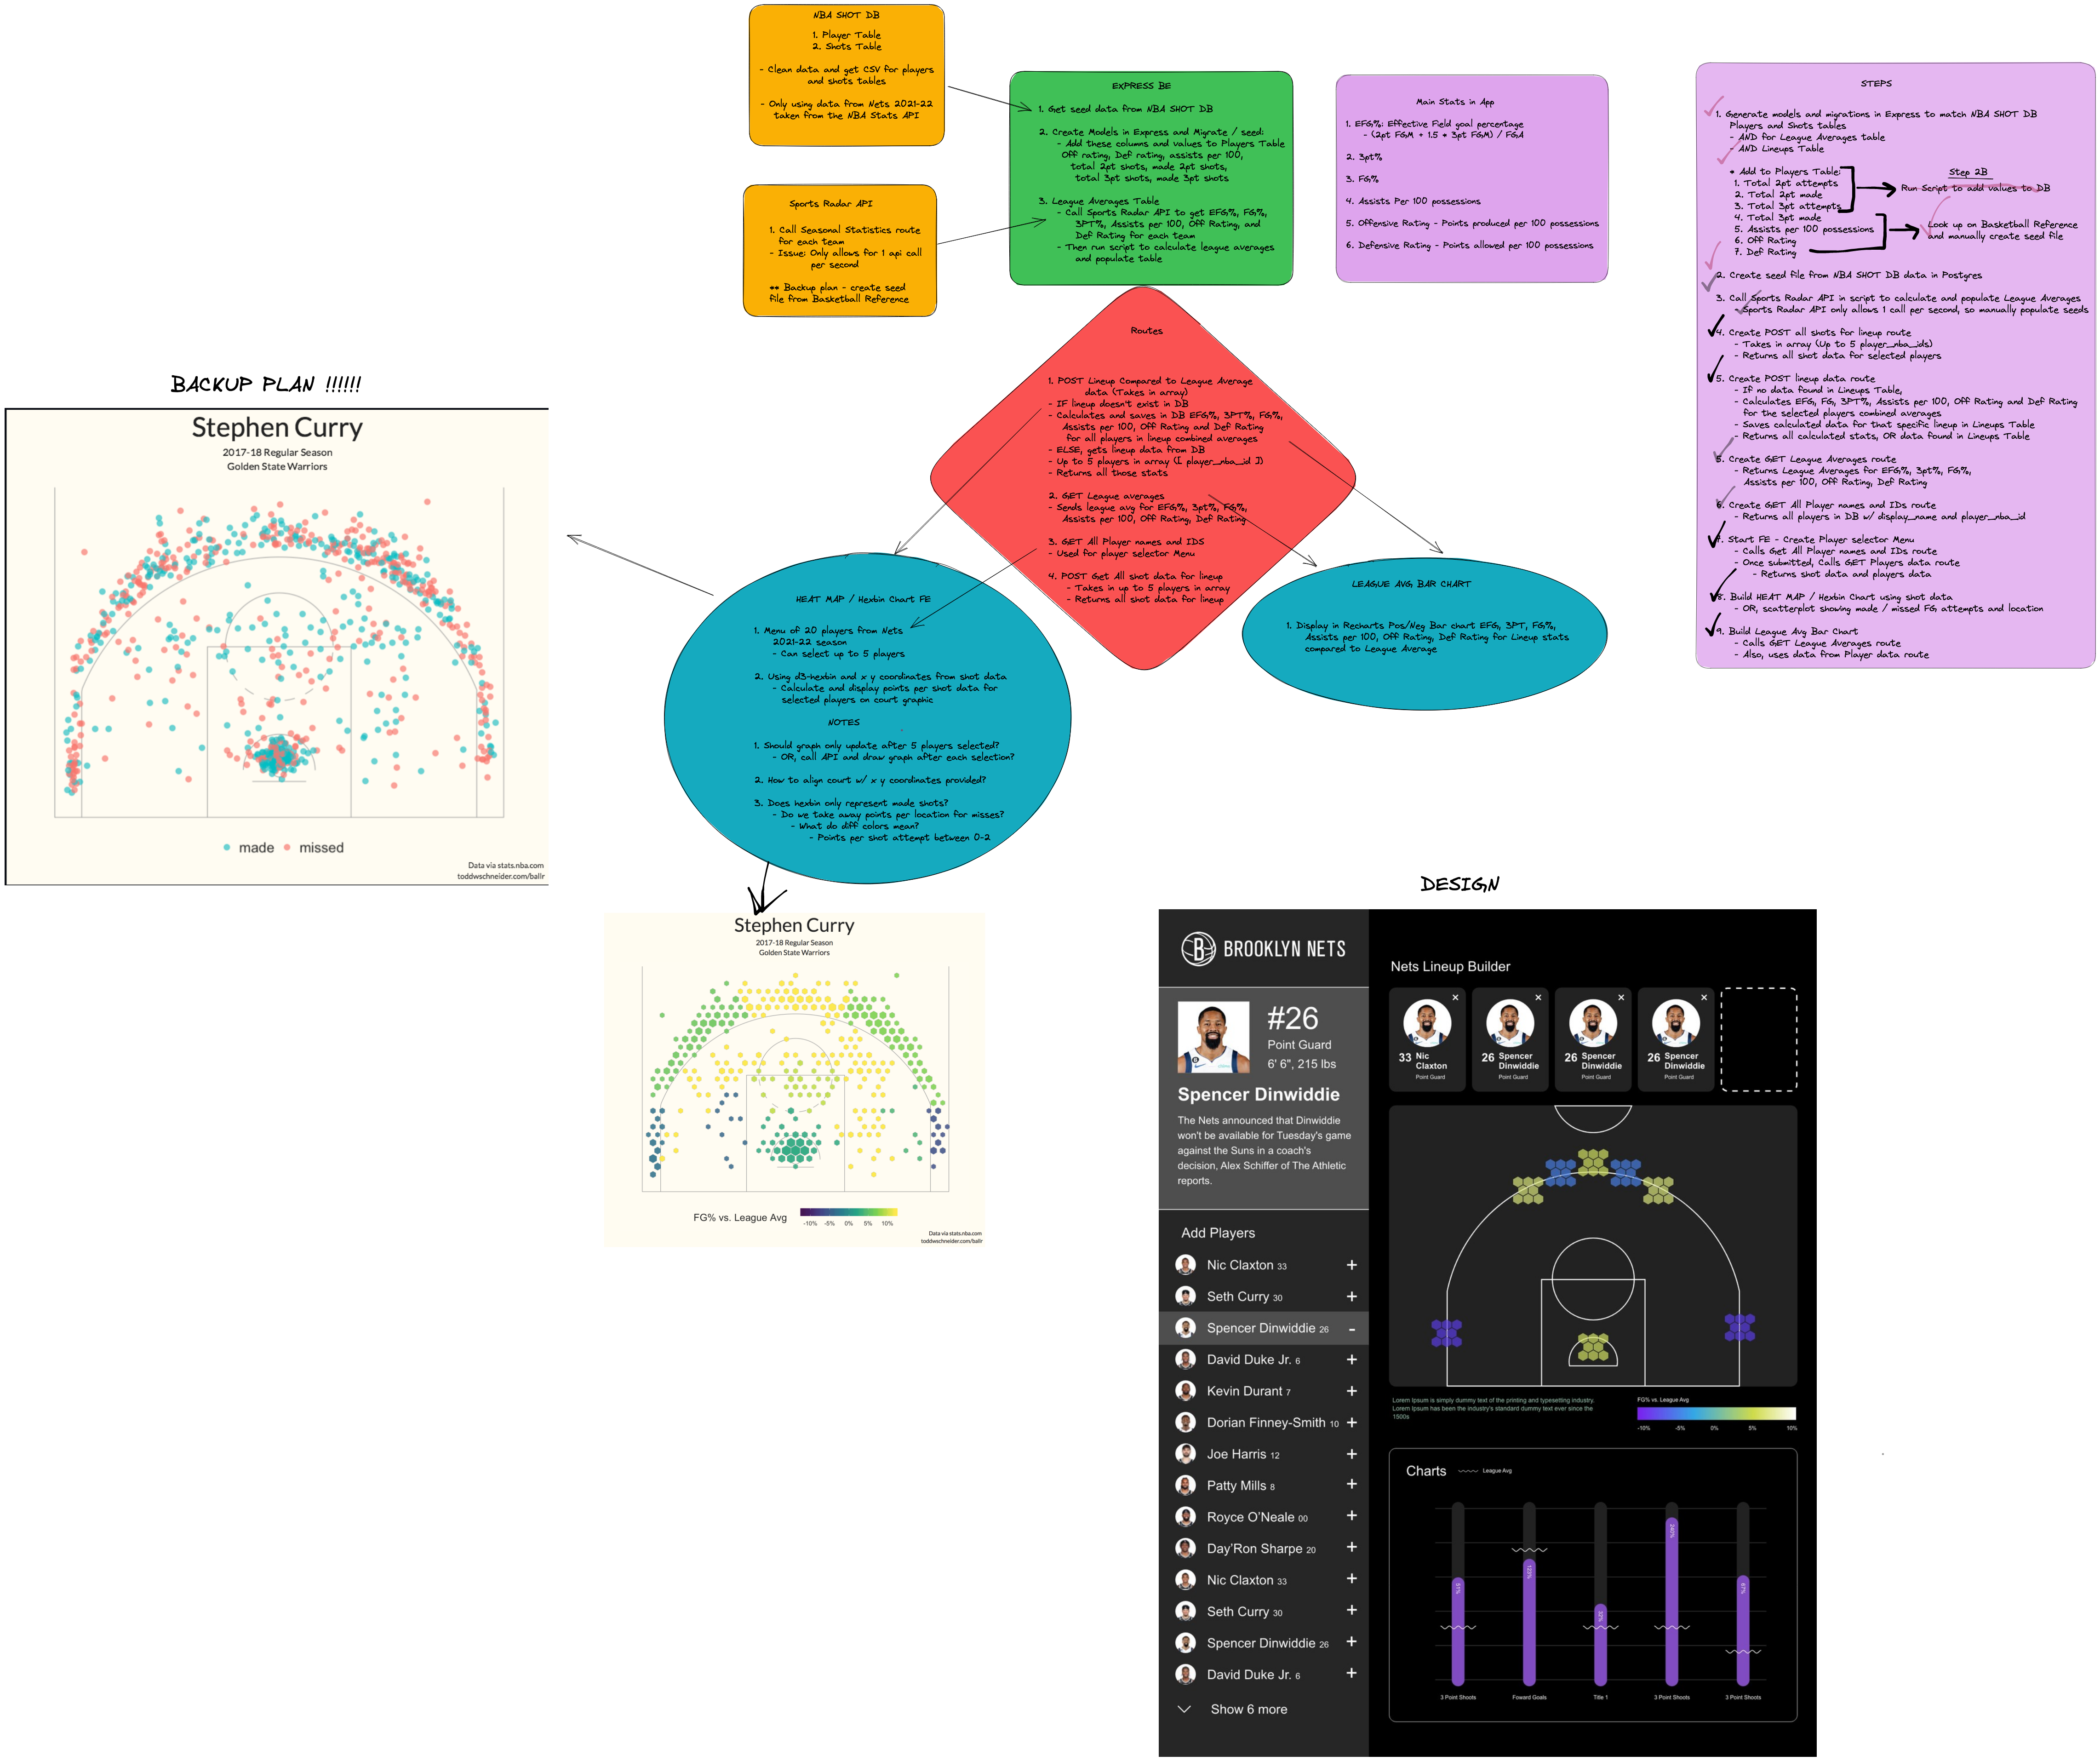 NBA SHOT DB
1. Player Table
2. Shots Table
- Clean data and get CSV for players
and shots tables
- Only using data from Nets 2021-22
taken from the NBA Stats API
Sports Radar API
1. Call Seasonal Statistics route
for each team
- Issue: Only allows for 1 api call
per second
** Backup plan - create seed
file from Basketball Reference
EXPRESS BE
1. Get seed data from NBA SHOT DB
2. Create Models in Express and Migrate / seed:
- Add these columns and values to Players Table
Off rating, Def rating, assists per 100,
total 2pt shots, made 2pt shots,
total 3pt shots, made 3pt shots
3. League Averages Table
- Call Sports Radar API to get EFG%, FG%,
3PT%, Assists per 100, Off Rating, and
Def Rating for each team
- Then run script to calculate league averages
and populate table
Main Stats in App
1. EFG%: Effective Field goal percentage
- (2pt FGM + 1.5 * 3pt FGM) / FGA
2. 3pt%
3. FG%
4. Assists Per 100 possessions
5. Offensive Rating - Points produced per 100 possessions
6. Defensive Rating - Points allowed per 100 possessions
STEPS
1. Generate models and migrations in Express to match NBA SHOT DB
Players and Shots tables
- AND for League Averages table
- AND Lineups Table
* Add to Players Table:
1. Total 2pt attempts
2. Total 2pt made
3. Total 3pt attempts
4. Total 3pt made
5. Assists per 100 possessions
6. Off Rating
7. Def Rating
Step 2B
Run Script to add values to DB
Look up on Basketball Reference
and manually create seed file
2. Create seed file from NBA SHOT DB data in Postgres
3. Call Sports Radar API in script to calculate and populate League Averages
- Sports Radar API only allows 1 call per second, so manually populate seeds
4. Create POST all shots for lineup route
- Takes in array (Up to 5 player_nba_ids)
- Returns all shot data for selected players
5. Create POST lineup data route
- If no data found in Lineups Table,
- Calculates EFG, FG, 3PT%, Assists per 100, Off Rating and Def Rating
for the selected players combined averages
- Saves calculated data for that specific lineup in Lineups Table
- Returns all calculated stats, OR data found in Lineups Table
5. Create GET League Averages route
- Returns League Averages for EFG%, 3pt%, FG%,
Assists per 100, Off Rating, Def Rating
6. Create GET All Player names and IDs route
- Returns all players in DB w/ display_name and player_nba_id
7. Start FE - Create Player selector Menu
- Calls Get All Player names and IDs route
- Once submitted, Calls GET Players data route
- Returns shot data and players data
8. Build HEAT MAP / Hexbin Chart using shot data
- OR, scatterplot showing made / missed FG attempts and location
9. Build League Avg Bar Chart
- Calls GET League Averages route
- Also, uses data from Player data route
Routes
1. POST Lineup Compared to League Average
data (Takes in array)
- IF lineup doesn't exist in DB
- Calculates and saves in DB EFG%, 3PT%, FG%,
Assists per 100, Off Rating and Def Rating
for all players in lineup combined averages
- ELSE, gets lineup data from DB
- Up to 5 players in array ([ player_nba_id ])
- Returns all those stats
2. GET League averages
- Sends league avg for EFG%, 3pt%, FG%,
Assists per 100, Off Rating, Def Rating
3. GET All Player names and IDS
- Used for player selector Menu
4. POST Get All shot data for lineup
- Takes in up to 5 players in array
- Returns all shot data for lineup
BACKUP PLAN !!!!!!
Stephen Curry
2017-18 Regular Season
Golden State Warriors
made missed
Data via stats.nba.com
toddwschneider.com/ballr
HEAT MAP / Hexbin Chart FE
1. Menu of 20 players from Nets
2021-22 season
- Can select up to 5 players
2. Using d3-hexbin and x y coordinates from shot data
- Calculate and display points per shot data for
selected players on court graphic
NOTES
1. Should graph only update after 5 players selected?
- OR, call API and draw graph after each selection?
2. How to align court w/ x y coordinates provided?
3. Does hexbin only represent made shots?
- Do we take away points per location for misses?
- What do diff colors mean?
- Points per shot attempt between 0-2
LEAGUE AVG BAR CHART
1. Display in Recharts Pos/Neg Bar chart EFG, 3PT, FG%,
Assists per 100, Off Rating, Def Rating for Lineup stats
compared to League Average
Stephen Curry
2017-18 Regular Season
Golden State Warriors
FG% vs. League Avg
-10% -5% 0% 5% 10%
Data via stats.nba.com
toddwschneider.com/ballr
DESIGN
B BROOKLYN NETS
#26
Point Guard
6' 6", 215 lbs
Spencer Dinwiddie
The Nets announced that Dinwiddie
won't be available for Tuesday's game
against the Suns in a coach's
decision, Alex Schiffer of The Athletic
reports.
Add Players
Nic Claxton 33 +
Seth Curry 30 +
Spencer Dinwiddie 26 -
David Duke Jr. 6 +
Kevin Durant 7 +
Dorian Finney-Smith 10 +
Joe Harris 12 +
Patty Mills 8 +
Royce O'Neale 00 +
Day'Ron Sharpe 20 +
Nic Claxton 33 +
Seth Curry 30 +
Spencer Dinwiddie 26 +
David Duke Jr. 6 +
Show 6 more
Nets Lineup Builder
33 Nic Claxton
Point Guard
26 Spencer Dinwiddie
Point Guard
26 Spencer Dinwiddie
Point Guard
26 Spencer Dinwiddie
Point Guard
Lorem Ipsum is simply dummy text of the printing and typesetting industry.
Lorem Ipsum has been the industry's standard dummy text ever since the
1500s
FG% vs. League Avg
-10% -5% 0% 5% 10%
Charts League Avg
51% 122% 32% 240% 67%
3 Point Shoots Foward Goals Title 1 3 Point Shoots 3 Point Shoots